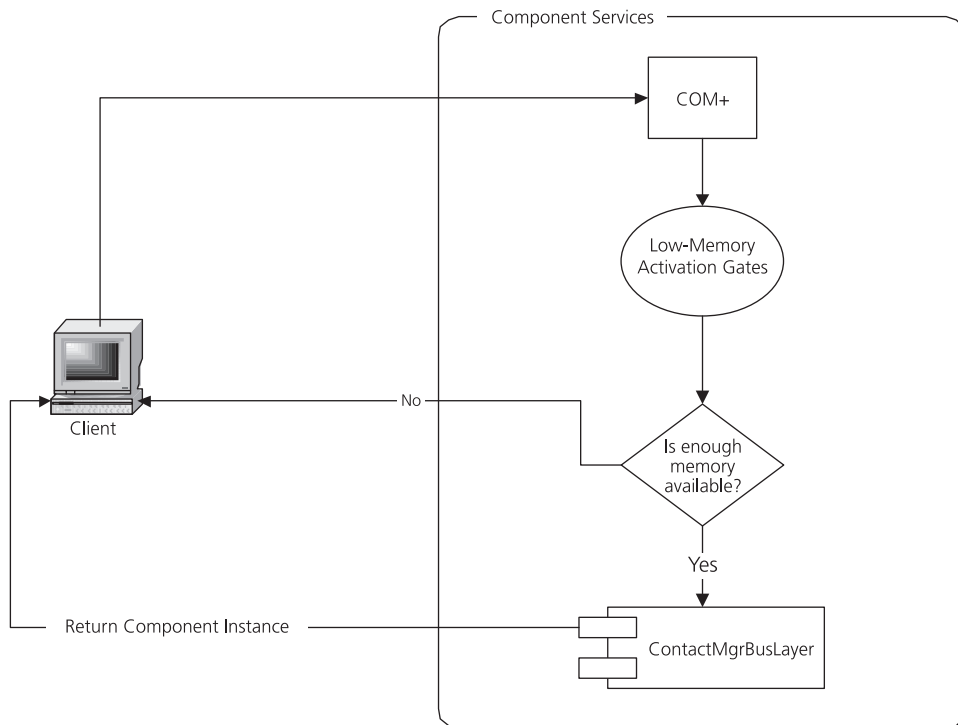 Component Services
COM+
Low-Memory
Activation Gates
Client
No
Is enough
memory
available?
Yes
Return Component Instance
ContactMgrBusLayer